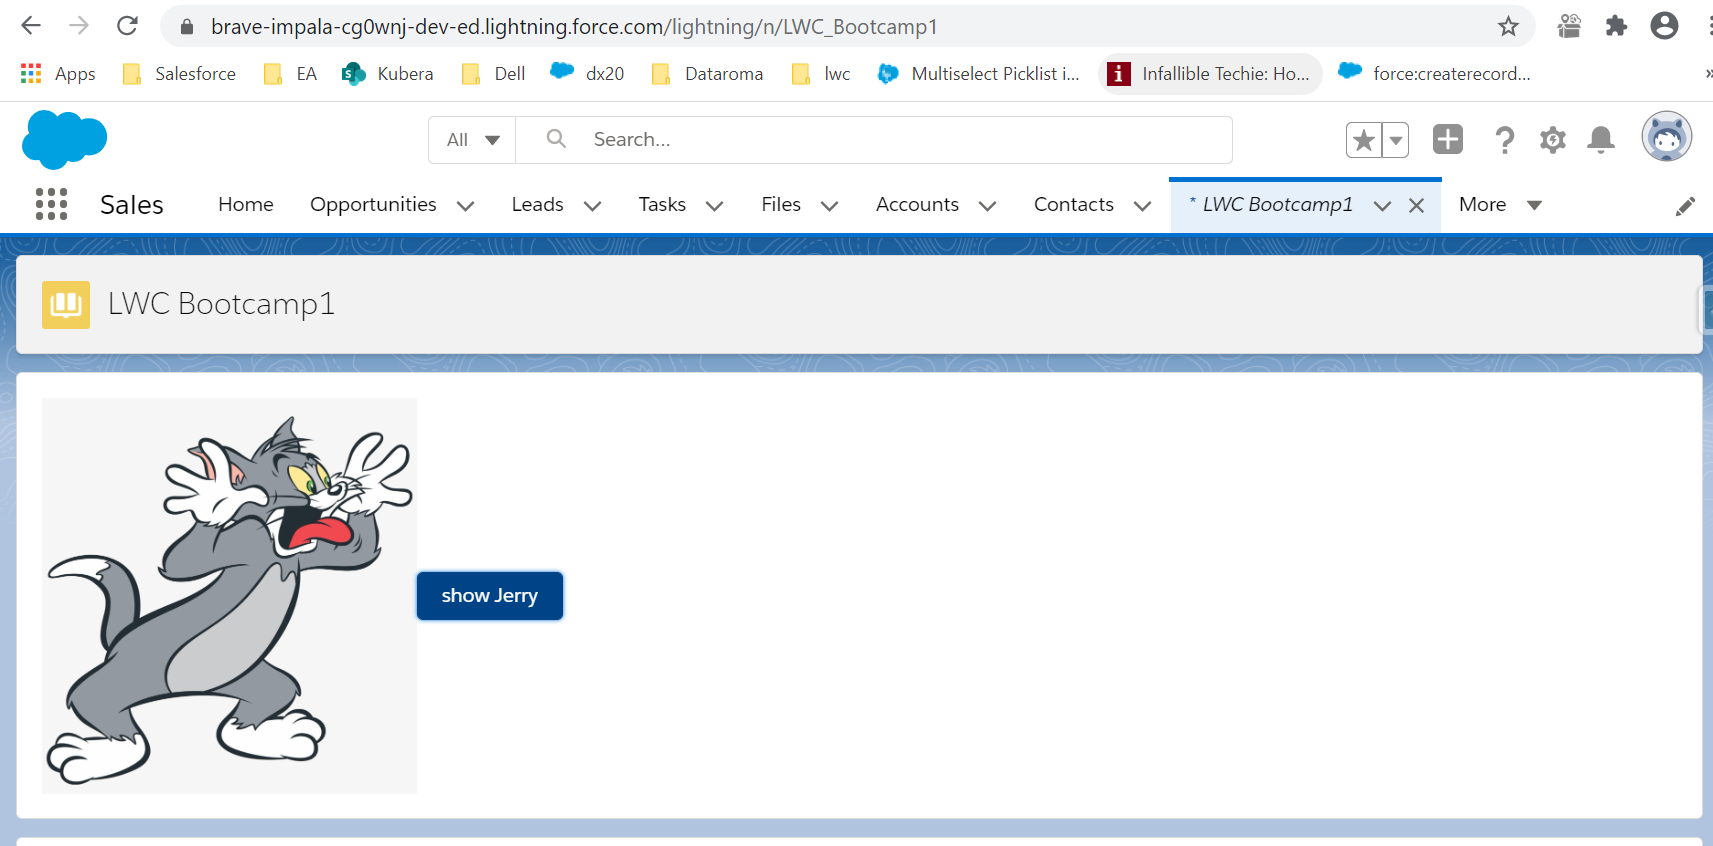 brave-impala-cg0wnj-dev-ed.lightning.force.com/lightning/n/LWC_Bootcamp1
Apps Salesforce EA Kubera Dell dx20 Dataroma lwc Multiselect Picklist i... Infallible Techie: Ho... force:createrecord... »
All Search...
Sales Home Opportunities Leads Tasks Files Accounts Contacts * LWC Bootcamp1 More
LWC Bootcamp1
show Jerry